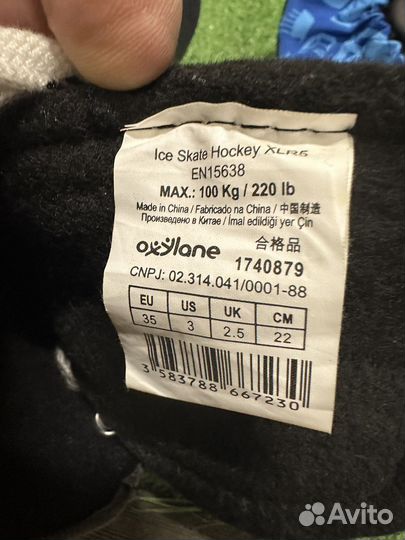 Ice Skate Hockey XLR5
EN15638
MAX.: 100 Kg / 220 lb
Made in China / Fabricado na China / 中国制造
Произведено в Китае / Imal edildiği yer Çin
oxylane 合格品
1740879
CNPJ: 02.314.041/0001-88
EU US UK CM
35 3 2.5 22
3 583788 667230
Avito